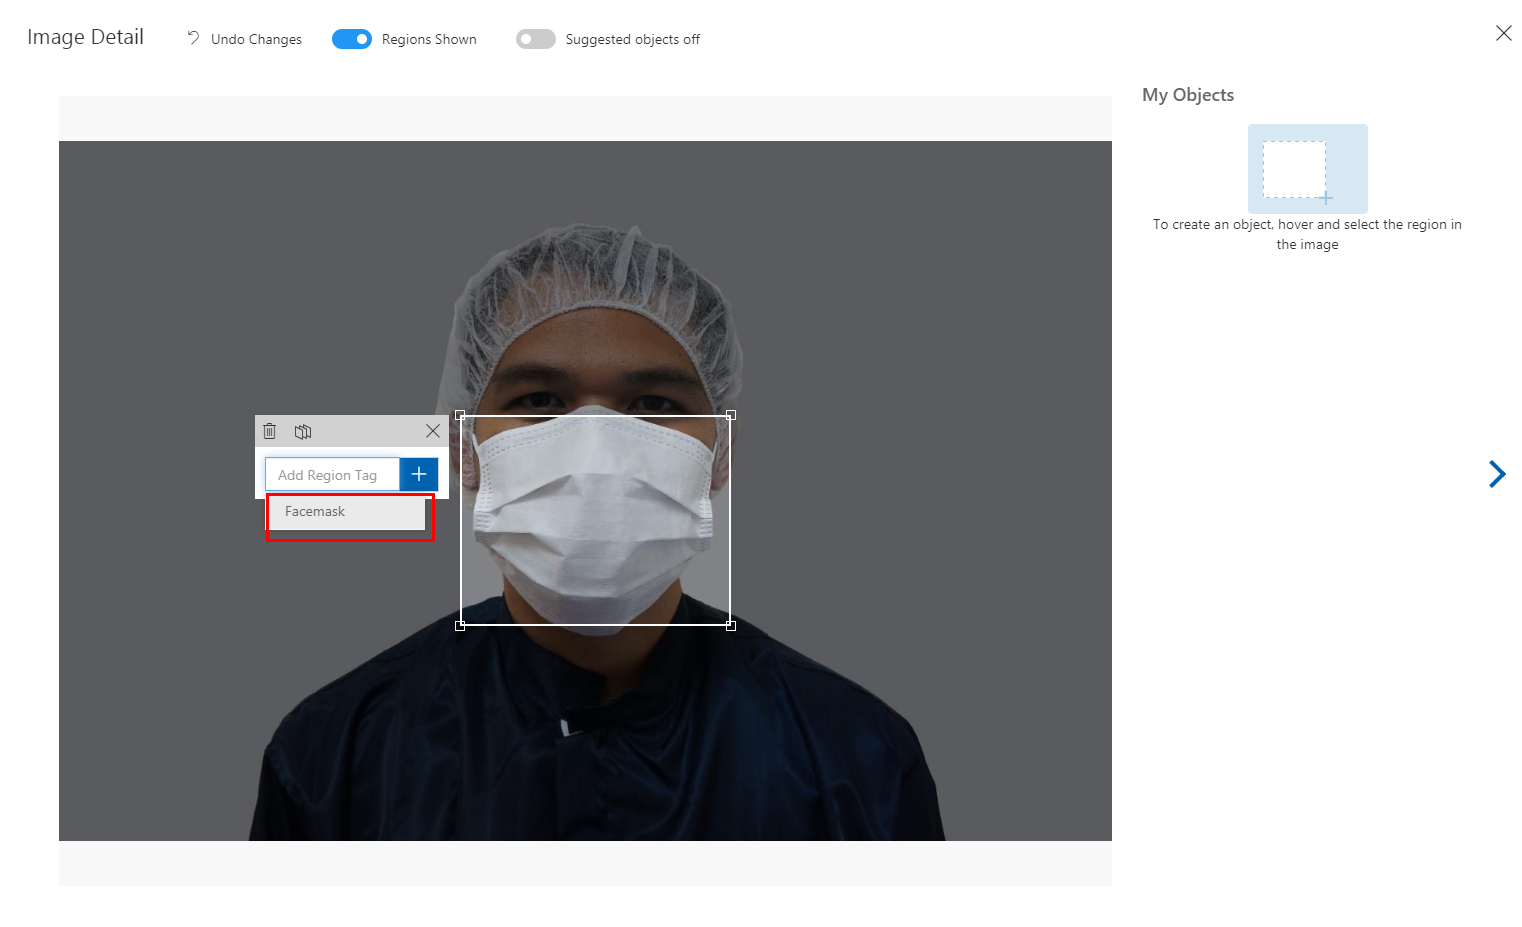 Image Detail
Undo Changes
Regions Shown
Suggested objects off
My Objects
To create an object, hover and select the region in
the image
Add Region Tag
Facemask